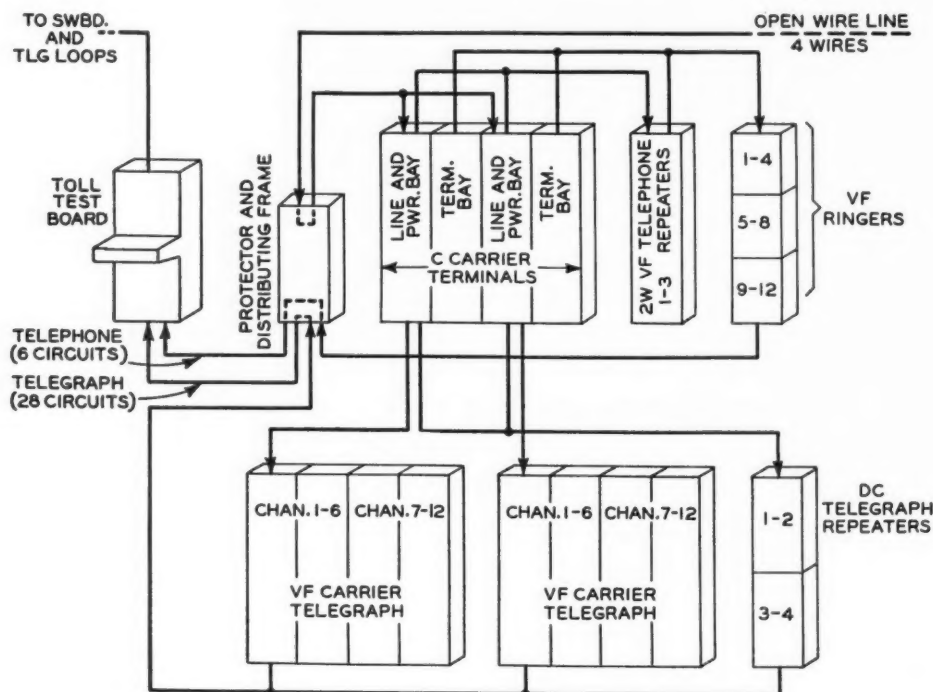 TO SWBD.
AND
TLG LOOPS
OPEN WIRE LINE
4 WIRES
TOLL
TEST
BOARD
PROTECTOR AND
DISTRIBUTING FRAME
LINE AND
PWR. BAY
TERM.
BAY
LINE AND
PWR. BAY
TERM.
BAY
C CARRIER
TERMINALS
2W VF TELEPHONE
REPEATERS
1-3
1-4
5-8
9-12
VF
RINGERS
TELEPHONE
(6 CIRCUITS)
TELEGRAPH
(28 CIRCUITS)
CHAN. 1-6
CHAN. 7-12
VF CARRIER
TELEGRAPH
CHAN. 1-6
CHAN. 7-12
VF CARRIER
TELEGRAPH
1-2
3-4
DC
TELEGRAPH
REPEATERS